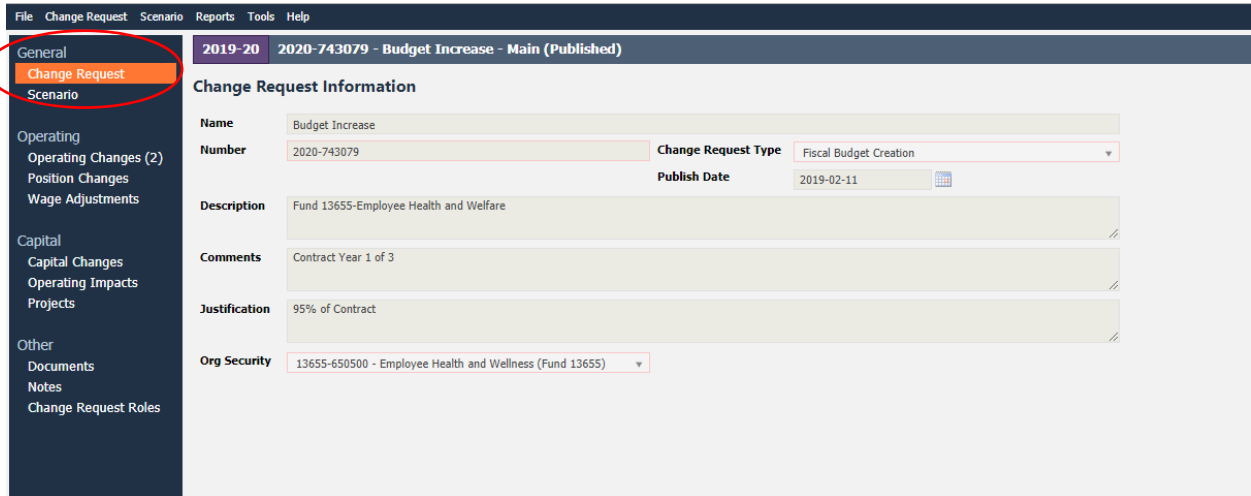 File Change Request Scenario Reports Tools Help
General
Change Request
Scenario
Operating
Operating Changes (2)
Position Changes
Wage Adjustments
Capital
Capital Changes
Operating Impacts
Projects
Other
Documents
Notes
Change Request Roles
2019-20 2020-743079 - Budget Increase - Main (Published)
Change Request Information
Name Budget Increase
Number 2020-743079 Change Request Type Fiscal Budget Creation
Publish Date 2019-02-11
Description Fund 13655-Employee Health and Welfare
Comments Contract Year 1 of 3
Justification 95% of Contract
Org Security 13655-650500 - Employee Health and Wellness (Fund 13655)